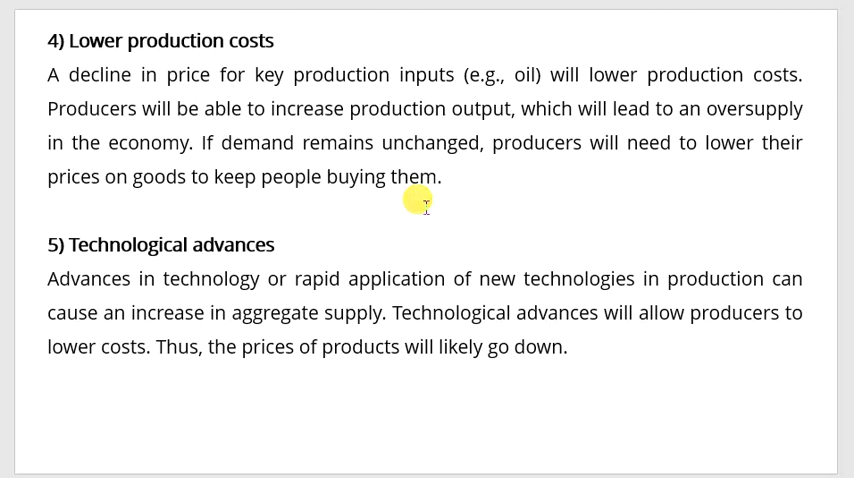 4) Lower production costs
A decline in price for key production inputs (e.g., oil) will lower production costs.
Producers will be able to increase production output, which will lead to an oversupply
in the economy. If demand remains unchanged, producers will need to lower their
prices on goods to keep people buying them.
5) Technological advances
Advances in technology or rapid application of new technologies in production can
cause an increase in aggregate supply. Technological advances will allow producers to
lower costs. Thus, the prices of products will likely go down.